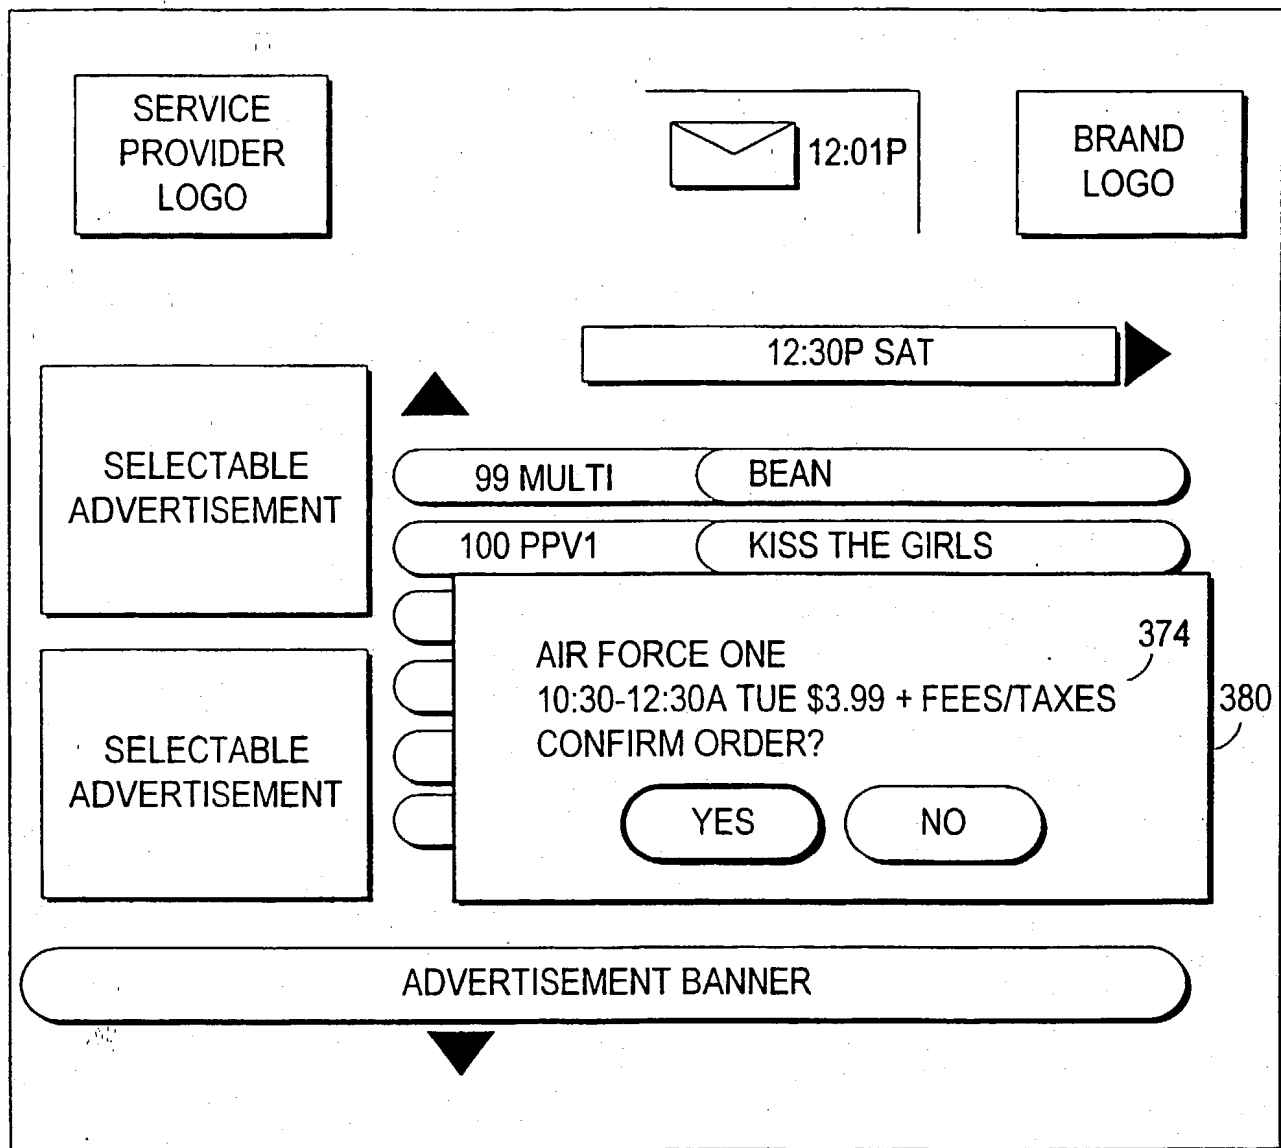 SERVICE
PROVIDER
LOGO
12:01P
BRAND
LOGO
12:30P SAT
SELECTABLE
ADVERTISEMENT
99 MULTI BEAN
100 PPV1 KISS THE GIRLS
374
AIR FORCE ONE
10:30-12:30A TUE $3.99 + FEES/TAXES
CONFIRM ORDER?
380
YES NO
SELECTABLE
ADVERTISEMENT
ADVERTISEMENT BANNER